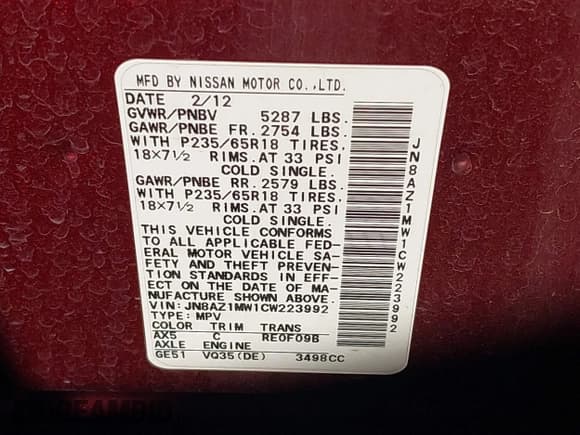 MFD BY NISSAN MOTOR CO.,LTD.
DATE 2/12
GVWR/PNBV 5287 LBS.
GAWR/PNBE FR. 2754 LBS.
WITH P235/65R18 TIRES.
18×7½ RIMS. AT 33 PSI
COLD SINGLE.
GAWR/PNBE RR. 2579 LBS.
WITH P235/65R18 TIRES.
18×7½ RIMS. AT 33 PSI
COLD SINGLE.
THIS VEHICLE CONFORMS
TO ALL APPLICABLE FED-
ERAL MOTOR VEHICLE SA-
FETY AND THEFT PREVEN-
TION STANDARDS IN EFF-
ECT ON THE DATE OF MA-
NUFACTURE SHOWN ABOVE.
VIN: JN8AZ1MW1CW223992
TYPE: MPV
COLOR TRIM TRANS
AX5 C RE0F09B
AXLE ENGINE
GE51 VQ35(DE) 3498CC
JN8AZ1MW1CW223992